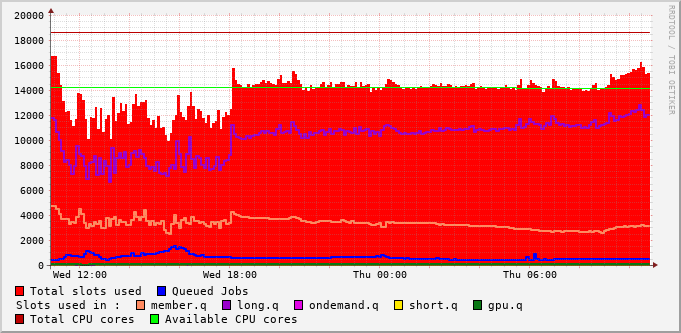 20000
18000
16000
14000
12000
10000
8000
6000
4000
2000
0
Wed 12:00 Wed 18:00 Thu 00:00 Thu 06:00
RRDTOOL / TOBI OETIKER
Total slots used Queued Jobs
Slots used in : member.q long.q ondemand.q short.q gpu.q
Total CPU cores Available CPU cores